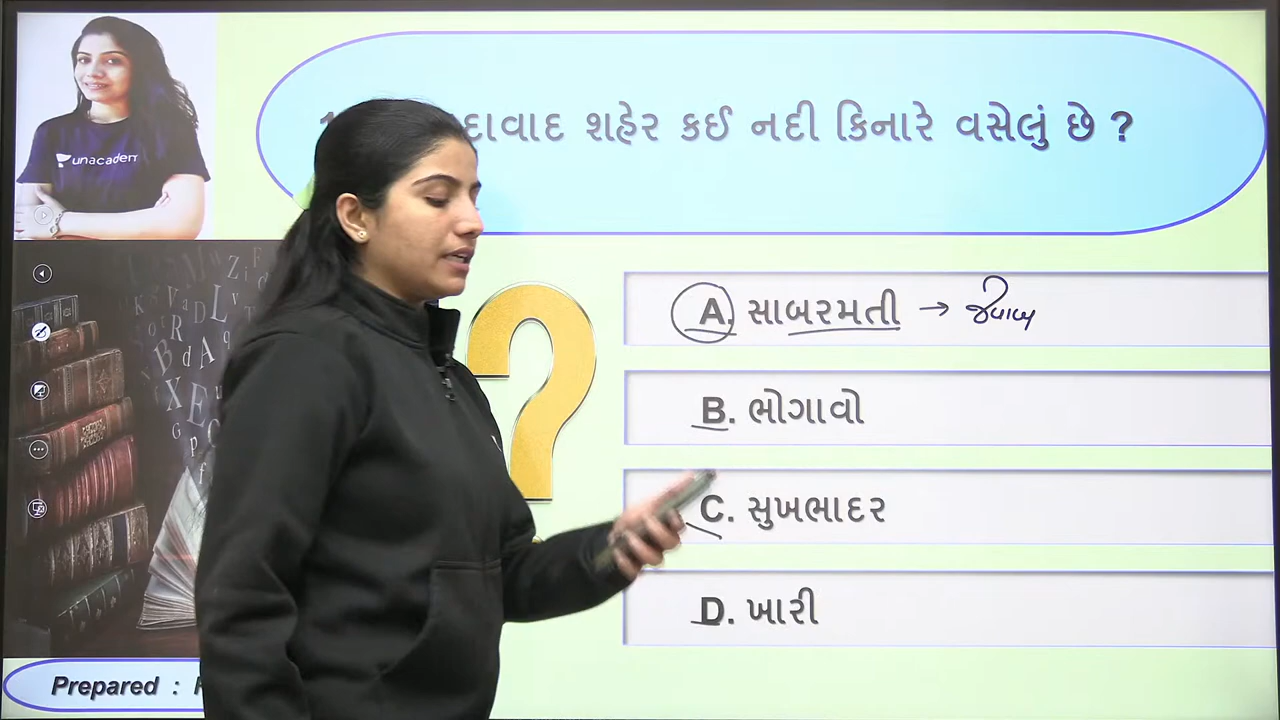 unacadem
દાવાદ શહેર કઈ નદી કિનારે વસેલું છે ?
A. સાબરમતી → જવાબ
B. ભોગાવો
C. સુખભાદર
D. ખારી
Prepared :